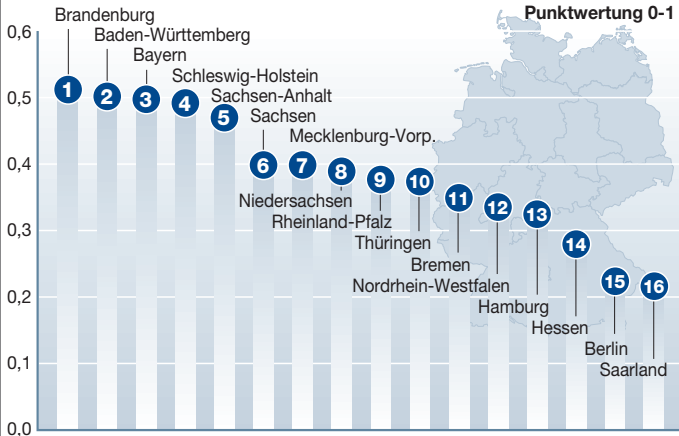 Punktwertung 0-1
0,6
0,5
0,4
0,3
0,2
0,1
0,0
Brandenburg
Baden-Württemberg
Bayern
Schleswig-Holstein
Sachsen-Anhalt
Sachsen
Mecklenburg-Vorp.
1
2
3
4
5
6
7
8
9
10
11
12
13
14
15
16
Niedersachsen
Rheinland-Pfalz
Thüringen
Bremen
Nordrhein-Westfalen
Hamburg
Hessen
Berlin
Saarland